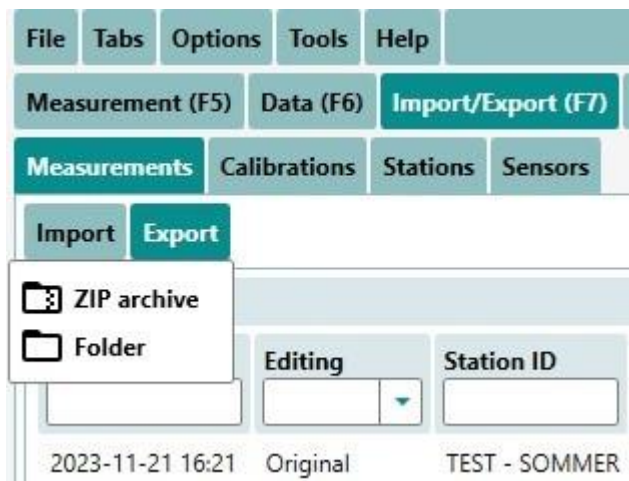 File Tabs Options Tools Help
Measurement (F5) Data (F6) Import/Export (F7)
Measurements Calibrations Stations Sensors
Import Export
ZIP archive
Folder
Editing Station ID
2023-11-21 16:21 Original TEST - SOMMER